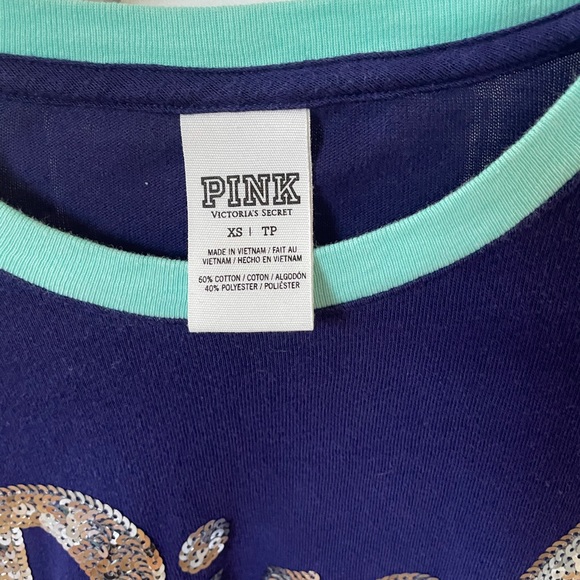 PINK
VICTORIA'S SECRET
XS | TP
MADE IN VIETNAM / FAIT AU
VIETNAM / HECHO EN VIETNAM
60% COTTON / COTON / ALGODÓN
40% POLYESTER / POLIÉSTER